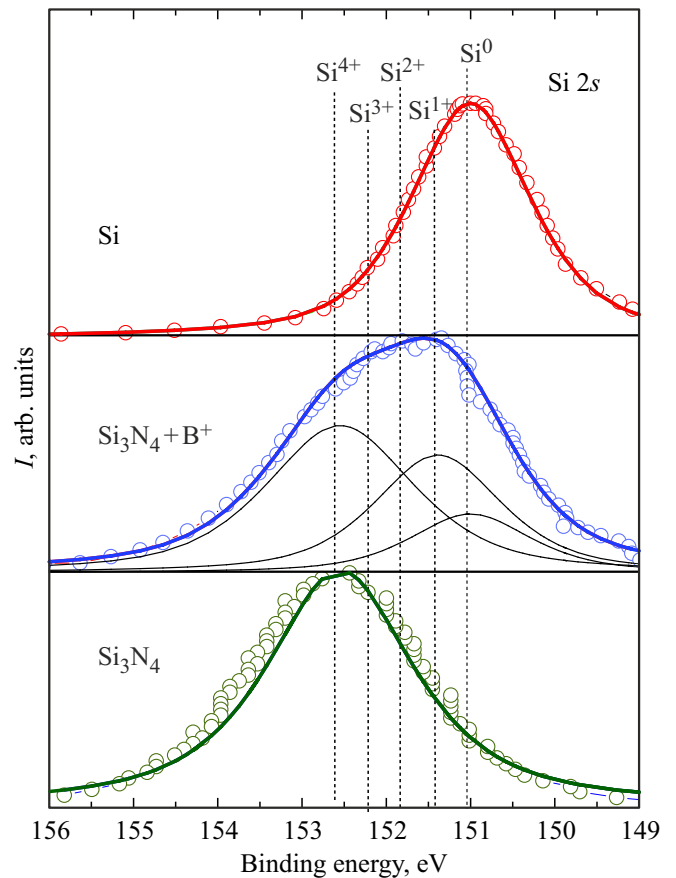 Si⁴⁺ Si²⁺ Si⁰ Si 2s
Si³⁺ Si¹⁺
Si
I, arb. units
Si₃N₄+B⁺
Si₃N₄
156 155 154 153 152 151 150 149
Binding energy, eV